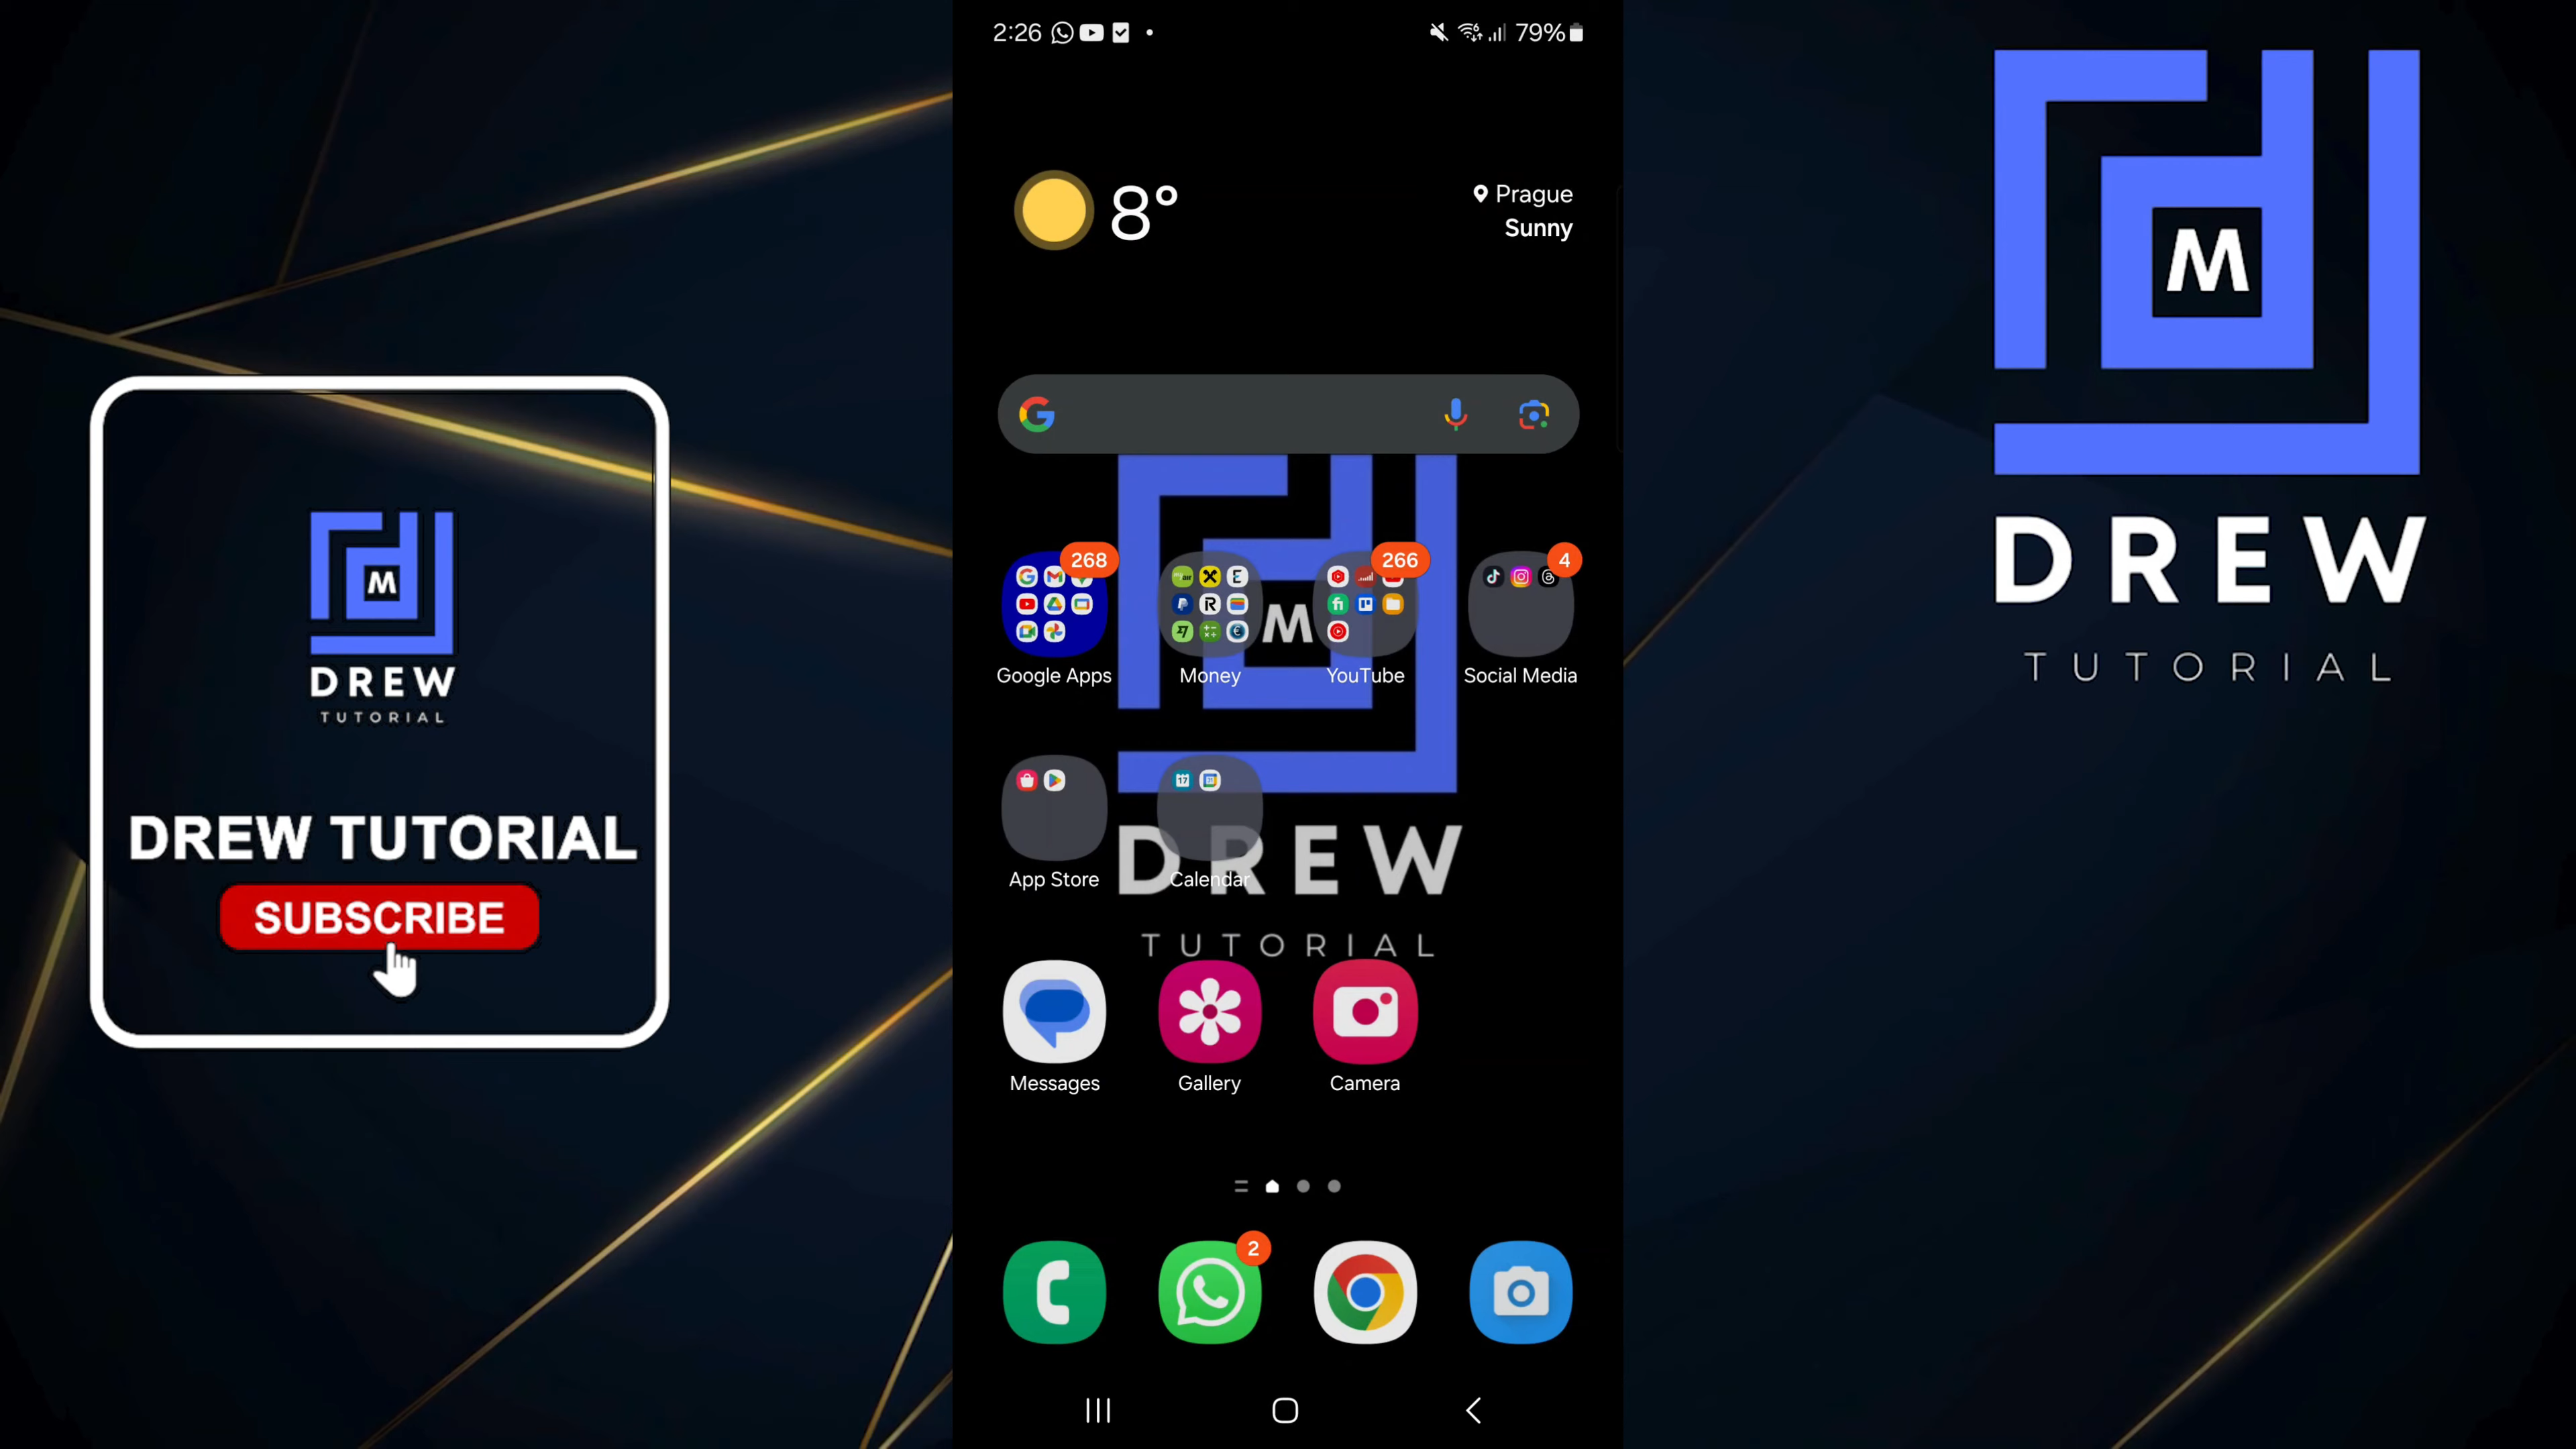 2:26
79%
8°
Prague
Sunny
268
266
4
M
Google Apps
Money
YouTube
Social Media
17
App Store
Calendar
DREW
TUTORIAL
Messages
Gallery
Camera
2
M
DREW
TUTORIAL
DREW TUTORIAL
SUBSCRIBE
M
DREW
TUTORIAL